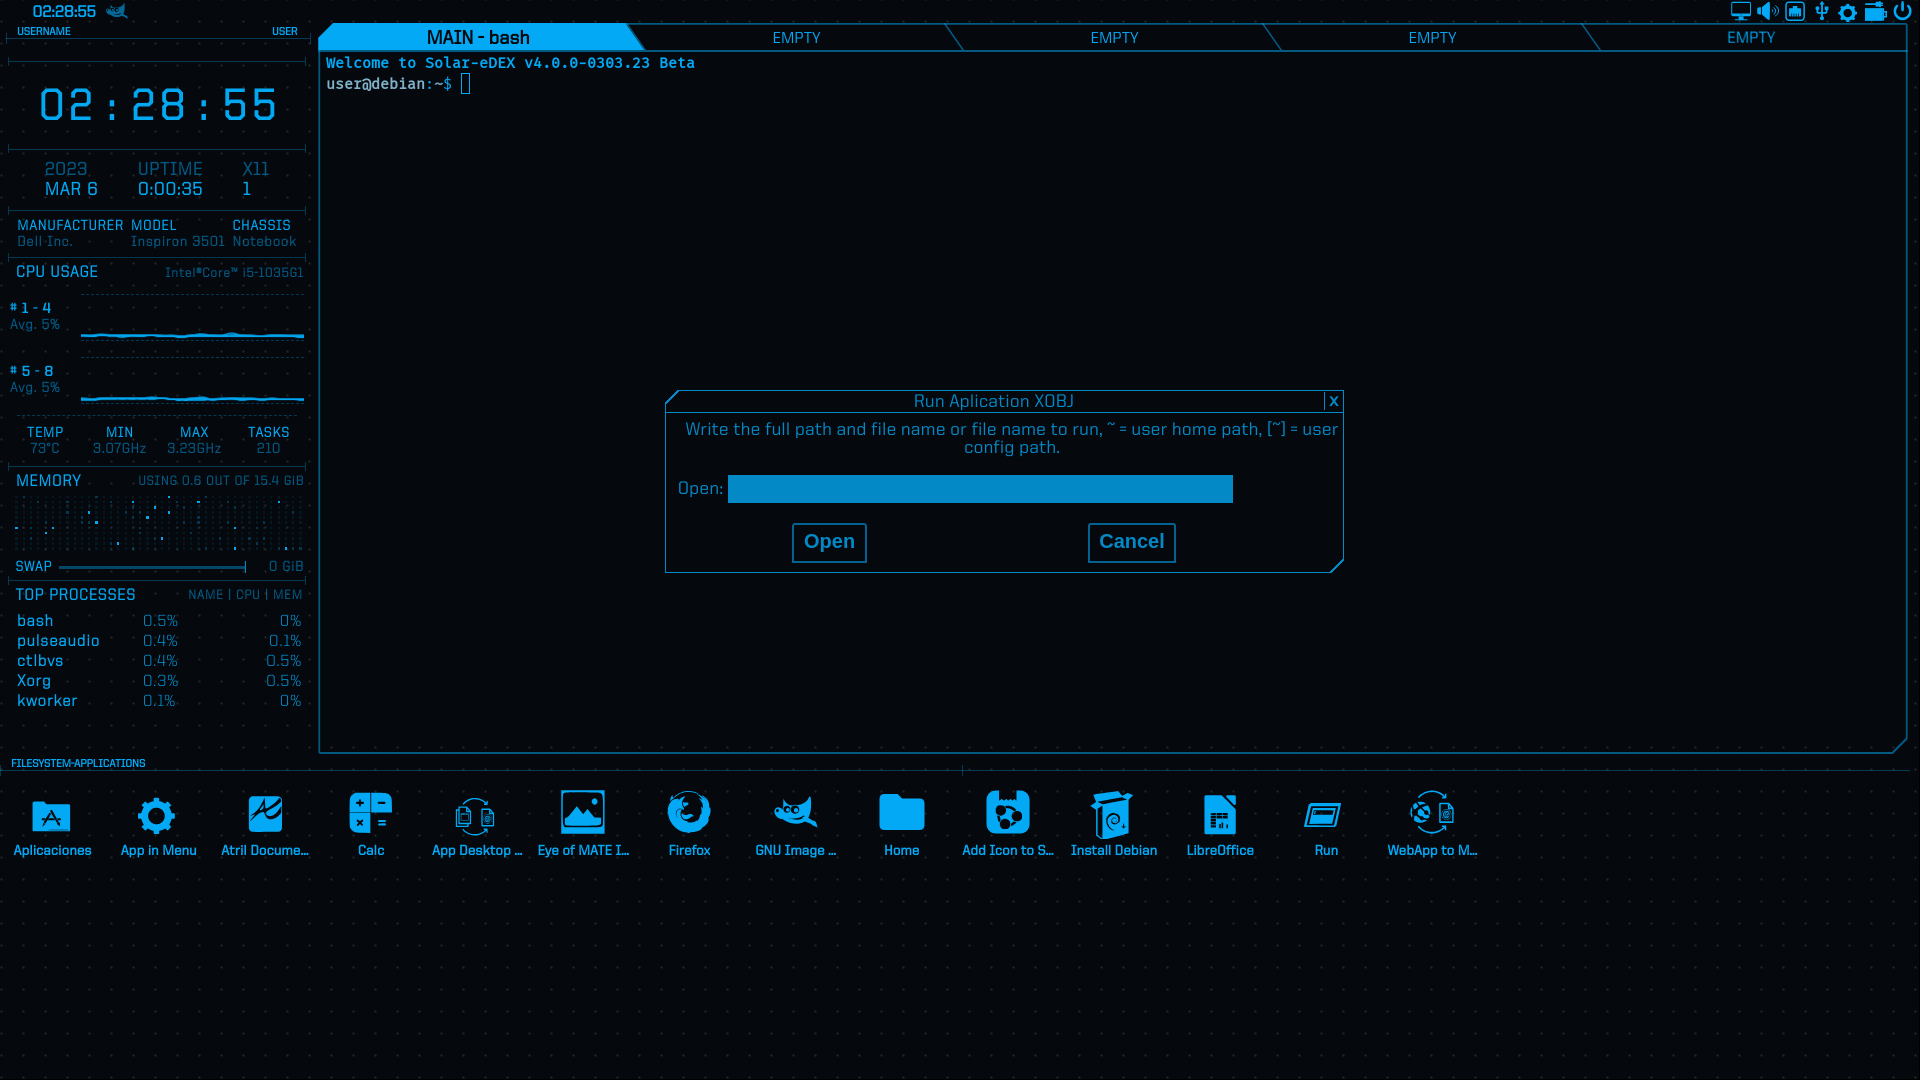 02:28:55
USERNAME USER
02:28:55
2023 UPTIME X11
MAR 6 0:00:35 1
MANUFACTURER MODEL CHASSIS
Dell Inc. Inspiron 3501 Notebook
CPU USAGE Intel®Core™ i5-1035G1
# 1 - 4
Avg. 5%
# 5 - 8
Avg. 5%
TEMP MIN MAX TASKS
73°C 3.07GHz 3.23GHz 210
MEMORY USING 0.6 OUT OF 15.4 GiB
SWAP 0 GiB
TOP PROCESSES NAME | CPU | MEM
bash 0.5% 0%
pulseaudio 0.4% 0.1%
ctlbvs 0.4% 0.5%
Xorg 0.3% 0.5%
kworker 0.1% 0%
MAIN - bash EMPTY EMPTY EMPTY EMPTY
Welcome to Solar-eDEX v4.0.0-0303.23 Beta
user@debian:~$
Run Aplication XOBJ x
Write the full path and file name or file name to run, ~ = user home path, [~] = user
config path.
Open:
Open Cancel
FILESYSTEM-APPLICATIONS
Aplicaciones App in Menu Atril Docume... Calc App Desktop ... Eye of MATE I... Firefox GNU Image ... Home Add Icon to S... Install Debian LibreOffice Run WebApp to M...